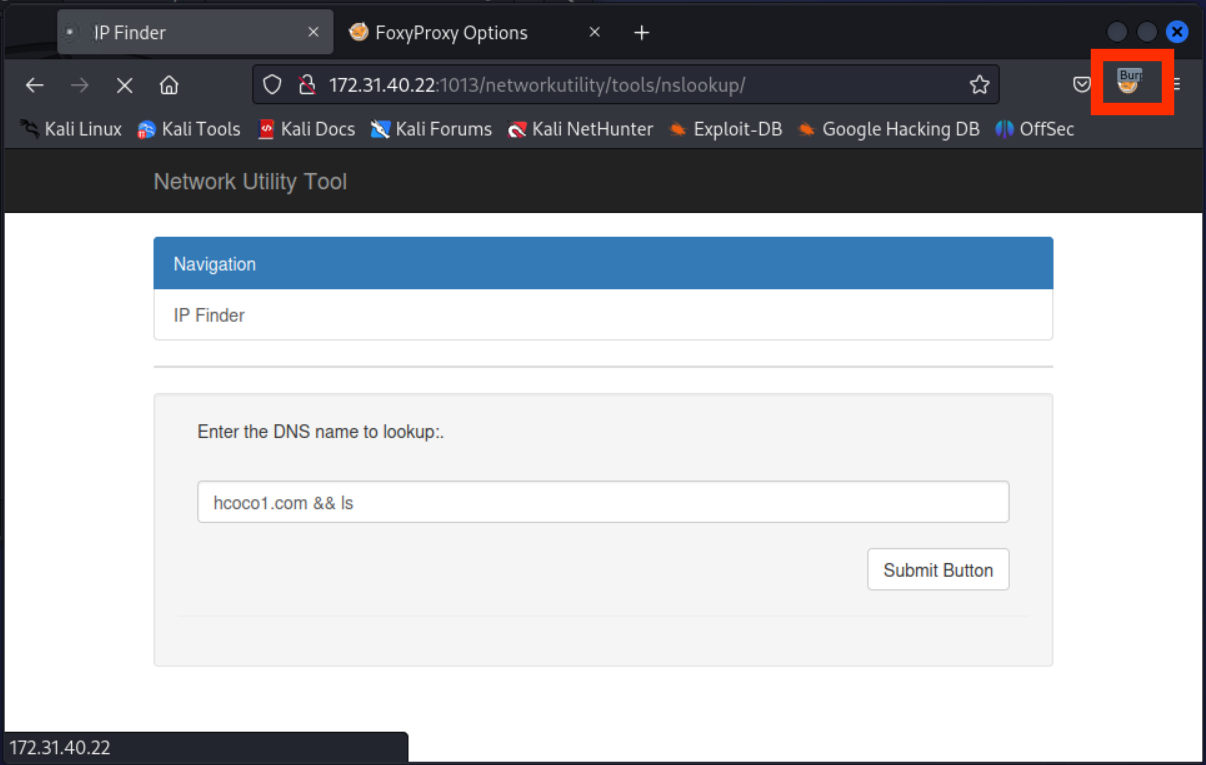 IP Finder
FoxyProxy Options
172.31.40.22:1013/networkutility/tools/nslookup/
Burp
Kali Linux Kali Tools Kali Docs Kali Forums Kali NetHunter Exploit-DB Google Hacking DB OffSec
Network Utility Tool
Navigation
IP Finder
Enter the DNS name to lookup:.
hcoco1.com && ls
Submit Button
172.31.40.22